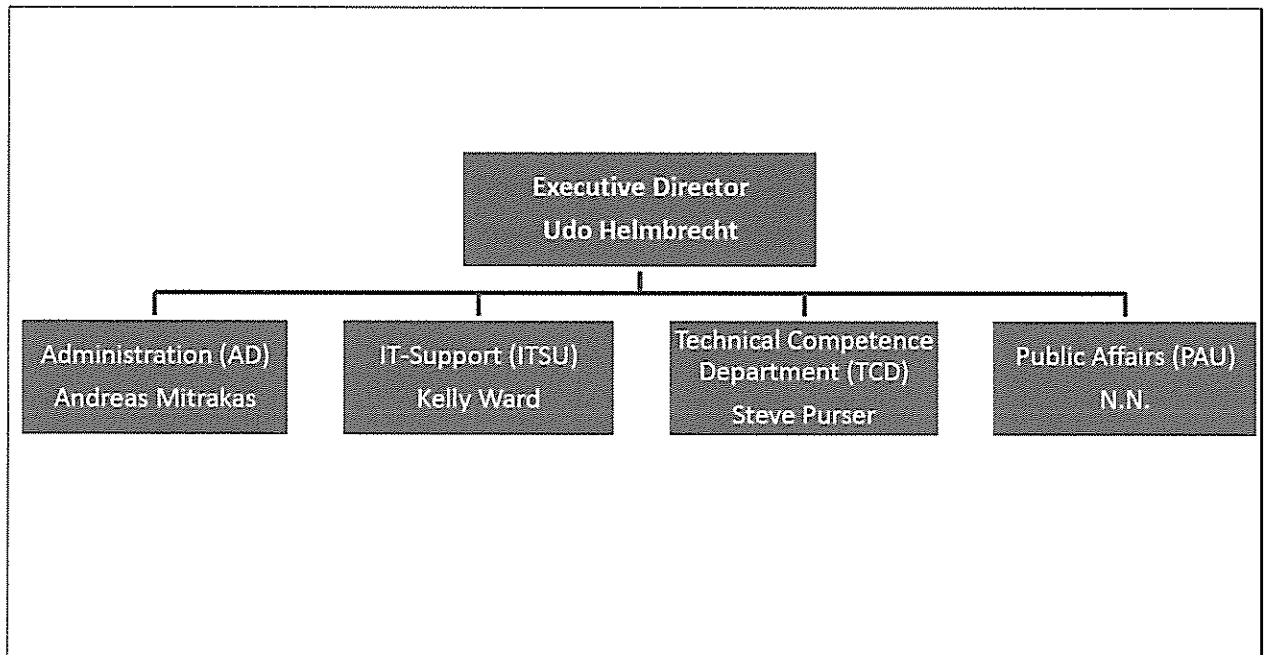 Executive Director
Udo Helmbrecht
Administration (AD)
Andreas Mitrakas
IT-Support (ITSU)
Kelly Ward
Technical Competence
Department (TCD)
Steve Purser
Public Affairs (PAU)
N.N.